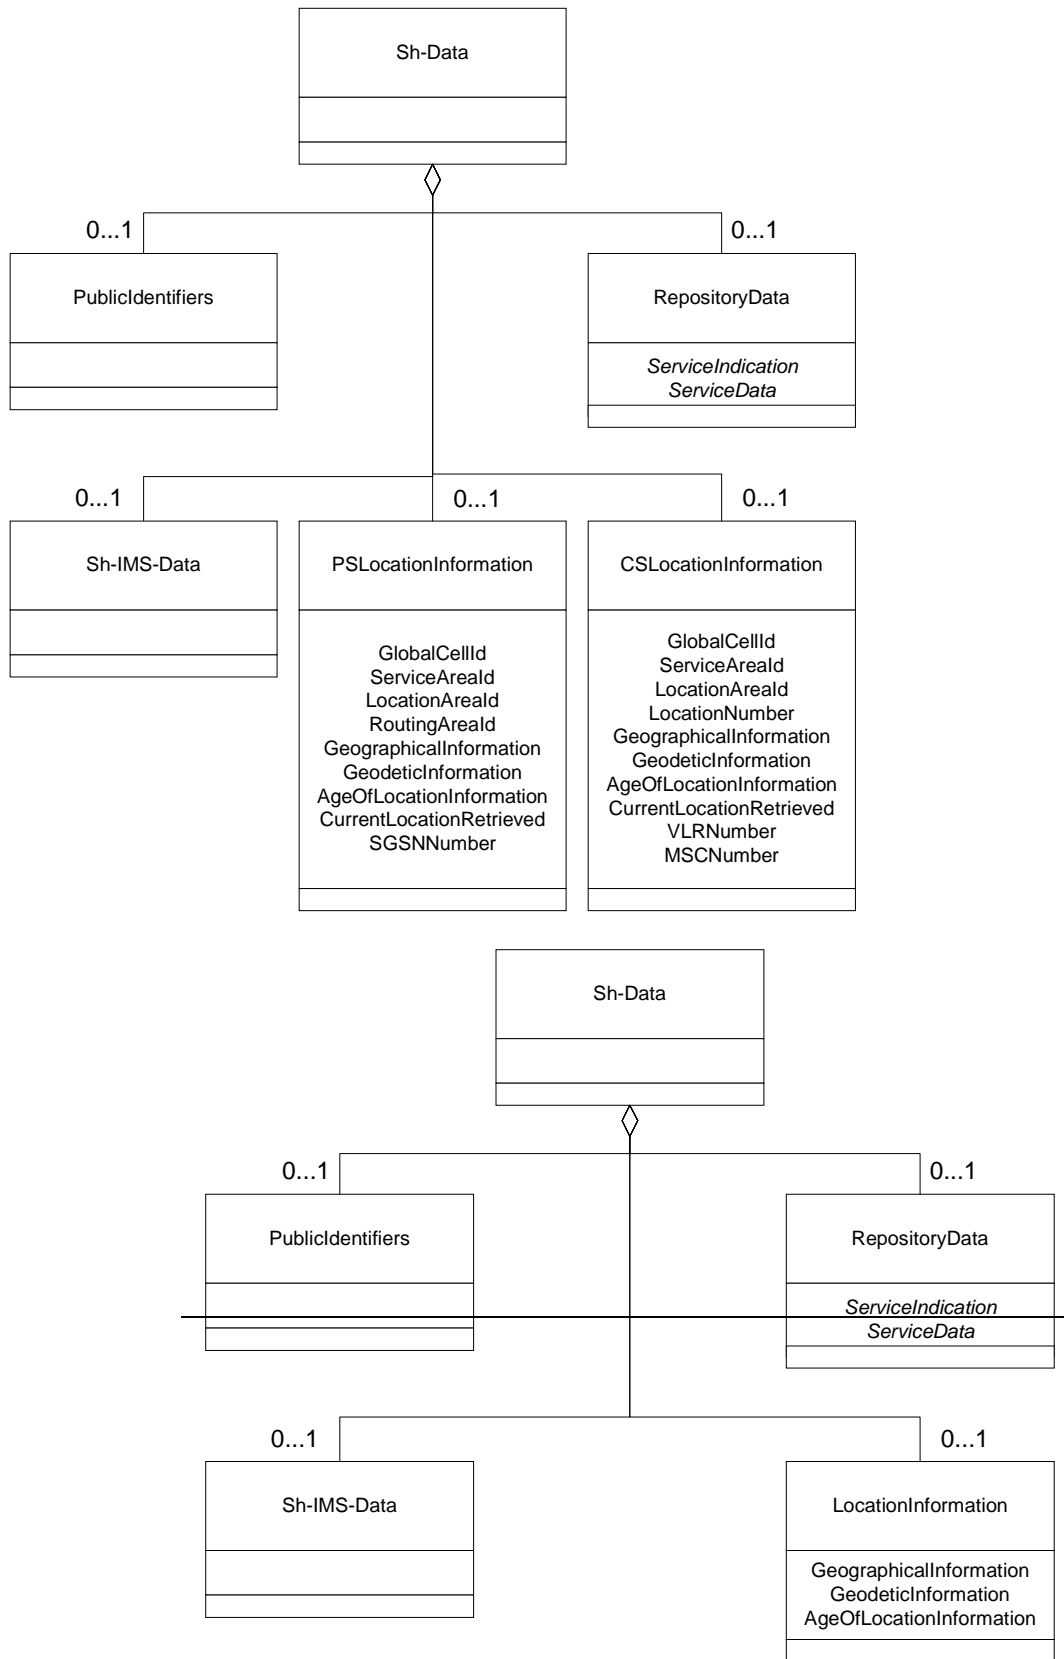 Sh-Data
0...1
0...1
PublicIdentifiers
RepositoryData
ServiceIndication
ServiceData
0...1
0...1
0...1
Sh-IMS-Data
PSLocationInformation
CSLocationInformation
GlobalCellId
ServiceAreaId
LocationAreaId
RoutingAreaId
GeographicalInformation
GeodeticInformation
AgeOfLocationInformation
CurrentLocationRetrieved
SGSNNumber
GlobalCellId
ServiceAreaId
LocationAreaId
LocationNumber
GeographicalInformation
GeodeticInformation
AgeOfLocationInformation
CurrentLocationRetrieved
VLRNumber
MSCNumber
Sh-Data
0...1
0...1
PublicIdentifiers
RepositoryData
ServiceIndication
ServiceData
0...1
0...1
Sh-IMS-Data
LocationInformation
GeographicalInformation
GeodeticInformation
AgeOfLocationInformation